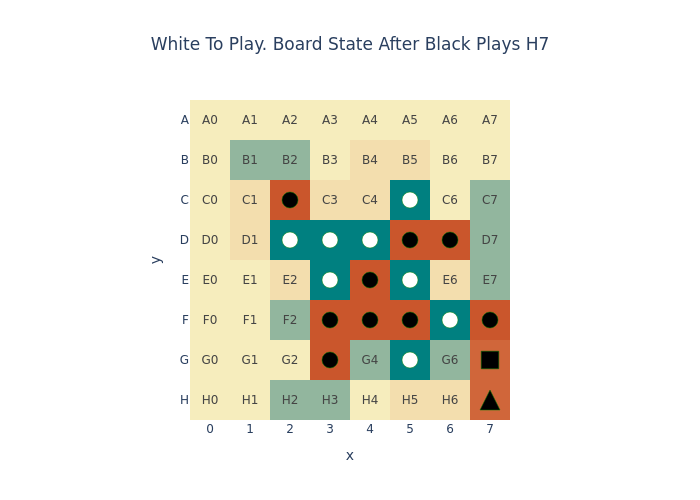 White To Play. Board State After Black Plays H7
A A0 A1 A2 A3 A4 A5 A6 A7
B B0 B1 B2 B3 B4 B5 B6 B7
C C0 C1 C3 C4 C6 C7
D D0 D1 D7
E E0 E1 E2 E6 E7
F F0 F1 F2
G G0 G1 G2 G4 G6
H H0 H1 H2 H3 H4 H5 H6
0 1 2 3 4 5 6 7
x
y